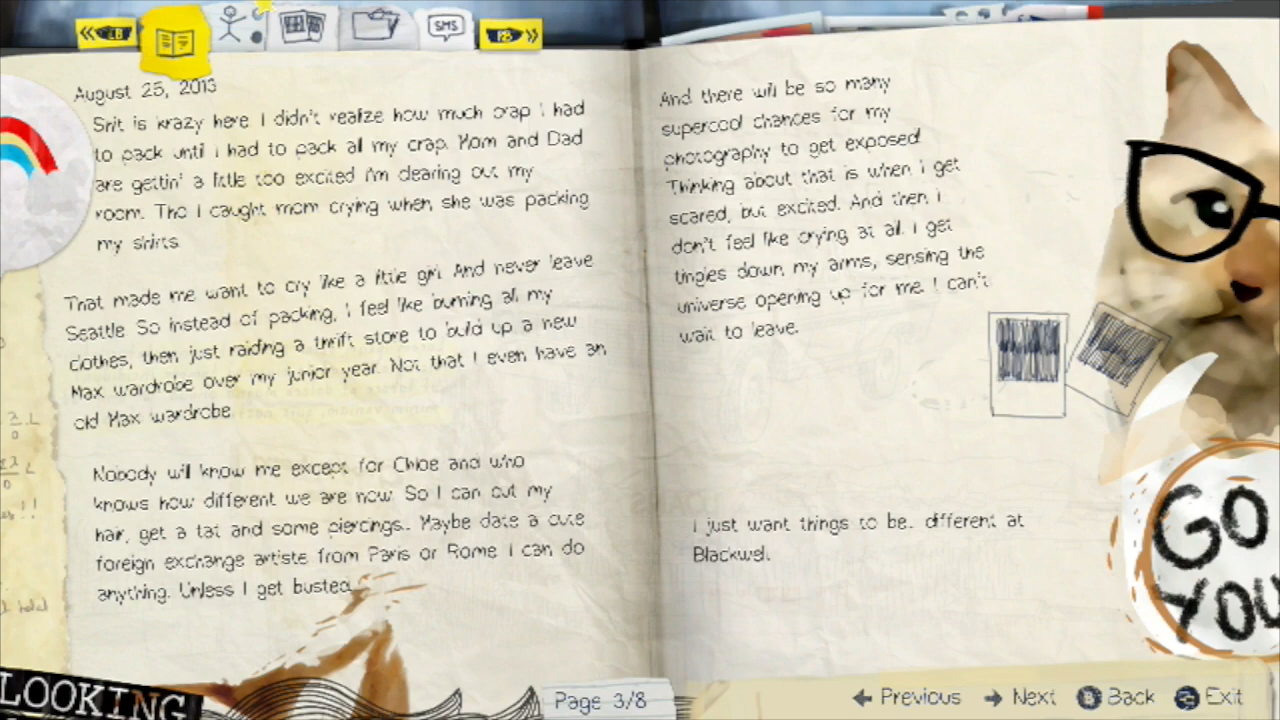 SMS
August 25, 2013
Shit is krazy here I didn't realize how much crap I had
to pack until I had to pack all my crap. Mom and Dad
are gettin' a little too excited I'm clearing out my
room. Tho I caught mom crying when she was packing
my shirts.
That made me want to cry like a little girl. And never leave
Seattle. So instead of packing, I feel like burning all my
clothes, then just raiding a thrift store to build up a new
Max wardrobe over my junior year. Not that I even have an
old Max wardrobe.
Nobody will know me except for Chloe and who
knows how different we are now. So I can cut my
hair, get a tat and some piercings... Maybe date a cute
foreign exchange artiste from Paris or Rome. I can do
anything. Unless I get busted.
And there will be so many
supercool chances for my
photography to get exposed!
Thinking about that is when I get
scared, but excited. And then I
don't feel like crying at all. I get
tingles down my arms, sensing the
universe opening up for me. I can't
wait to leave.
I just want things to be... different at
Blackwell.
GO
YOU
LOOKING
Page 3/8
Previous
Next
Back
Exit